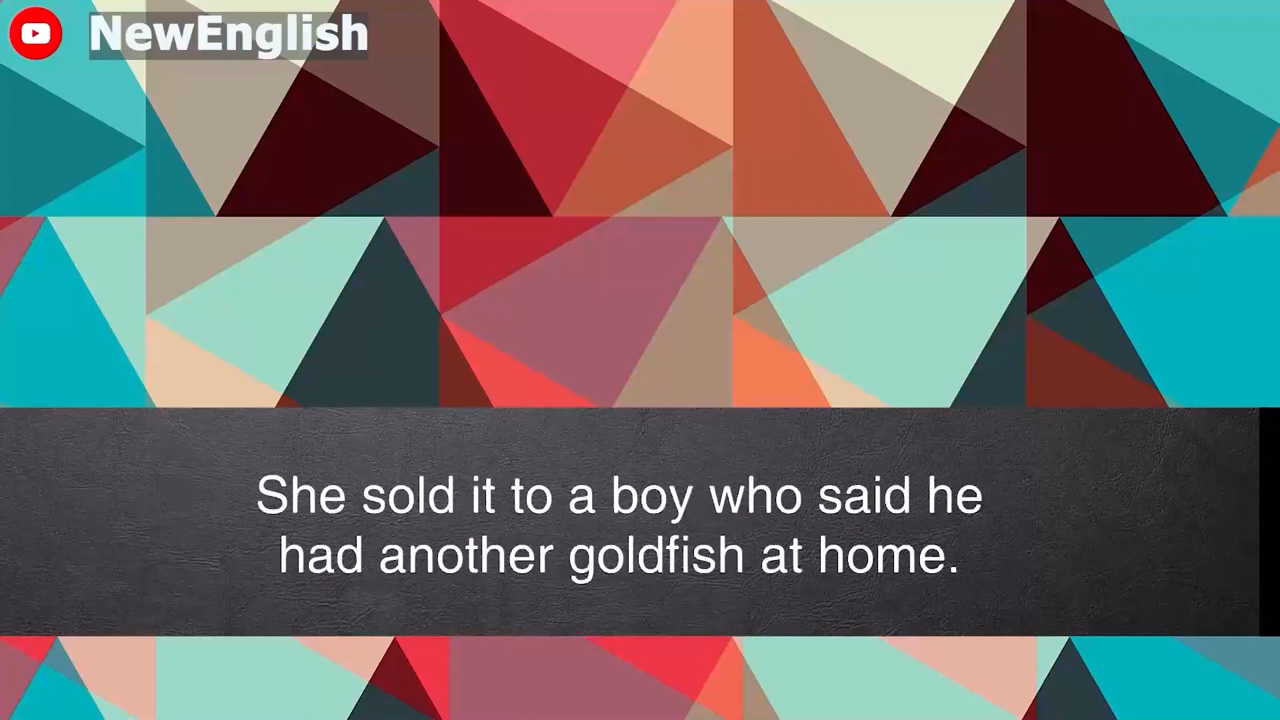 NewEnglish
She sold it to a boy who said he
had another goldfish at home.